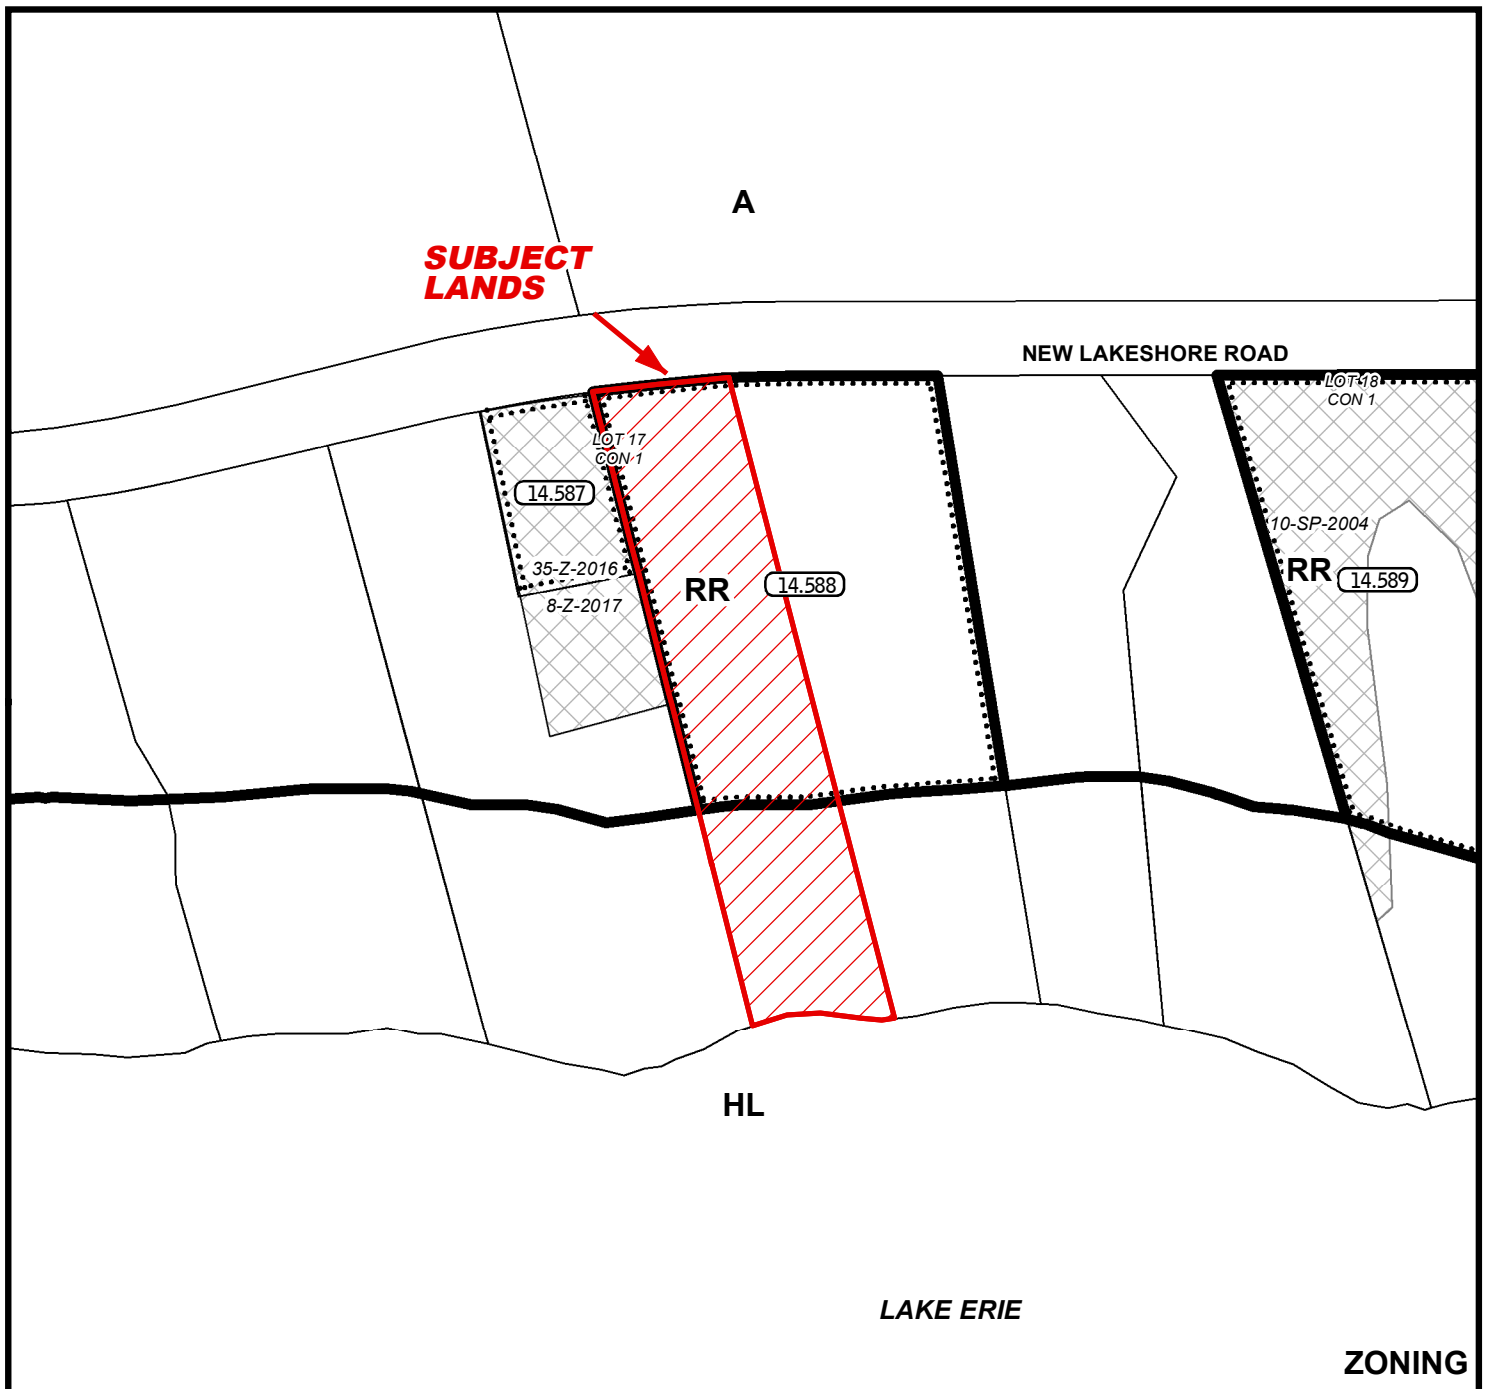 A
SUBJECT
LANDS
NEW LAKESHORE ROAD
LOT 18
CON 1
LOT 17
CON 1
14.587
10-SP-2004
35-Z-2016
RR
14.589
RR
14.588
8-Z-2017
HL
LAKE ERIE
ZONING